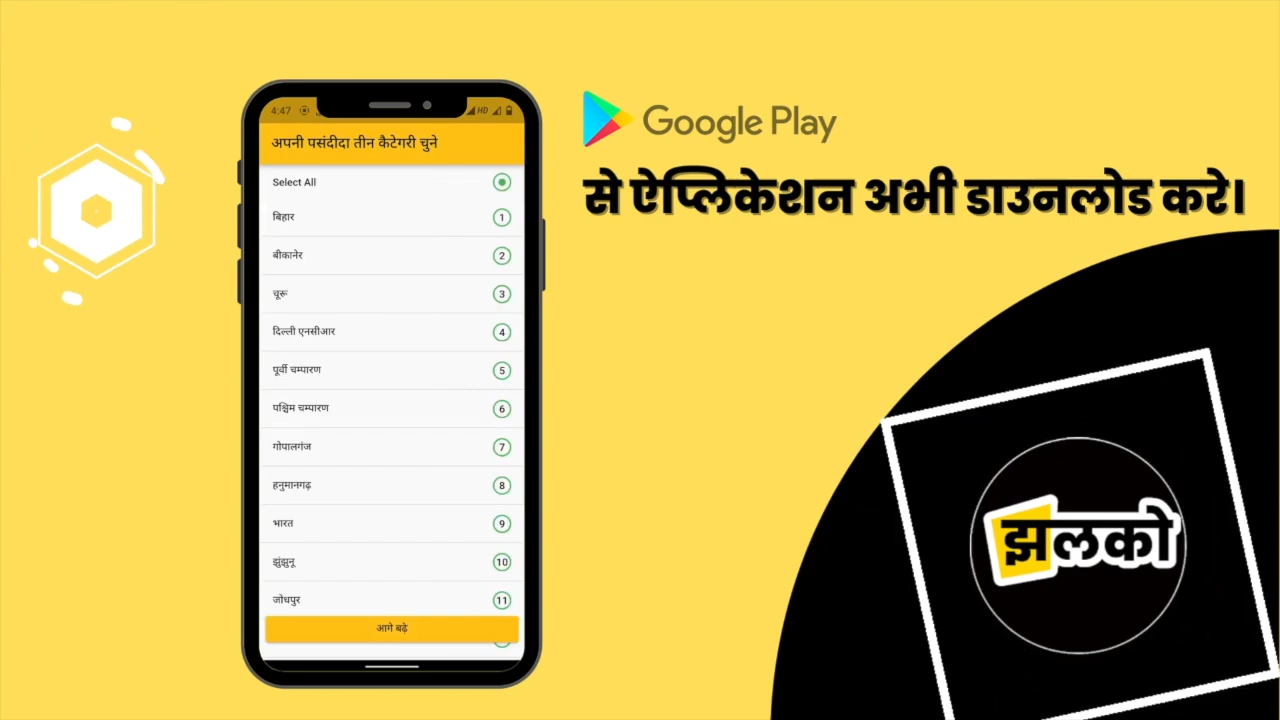 4:47 HD
अपनी पसंदीदा तीन कैटेगरी चुने
Select All
बिहार 1
बीकानेर 2
चूरू 3
दिल्ली एनसीआर 4
पूर्वी चम्पारण 5
पश्चिम चम्पारण 6
गोपालगंज 7
हनुमानगढ़ 8
भारत 9
झुंझुनू 10
जोधपुर 11
आगे बढ़े
Google Play
से ऐप्लिकेशन अभी डाउनलोड करे।
झलको